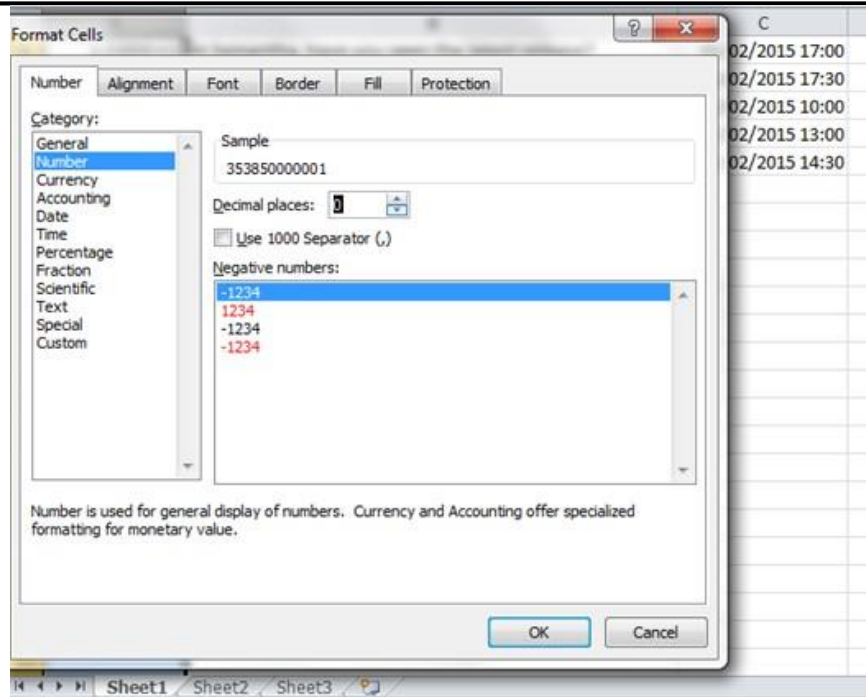 Format Cells
C
02/2015 17:00
02/2015 17:30
02/2015 10:00
02/2015 13:00
02/2015 14:30
Number Alignment Font Border Fill Protection
Category:
General
Number
Currency
Accounting
Date
Time
Percentage
Fraction
Scientific
Text
Special
Custom
Sample
353850000001
Decimal places: 0
Use 1000 Separator (,)
Negative numbers:
-1234
1234
-1234
-1234
Number is used for general display of numbers. Currency and Accounting offer specialized
formatting for monetary value.
OK Cancel
Sheet1 Sheet2 Sheet3